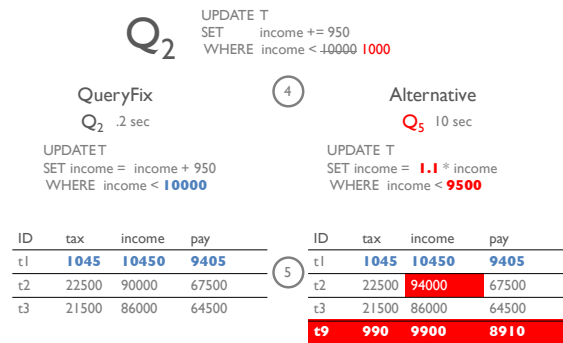 Q2
UPDATE T
SET income += 950
WHERE income < 10000 1000
QueryFix
4
Alternative
Q2 .2 sec
Q5 10 sec
UPDATE T
SET income = income + 950
WHERE income < 10000
UPDATE T
SET income = 1.1 * income
WHERE income < 9500
ID tax income pay
t1 1045 10450 9405
t2 22500 90000 67500
t3 21500 86000 64500
5
ID tax income pay
t1 1045 10450 9405
t2 22500 94000 67500
t3 21500 86000 64500
t9 990 9900 8910